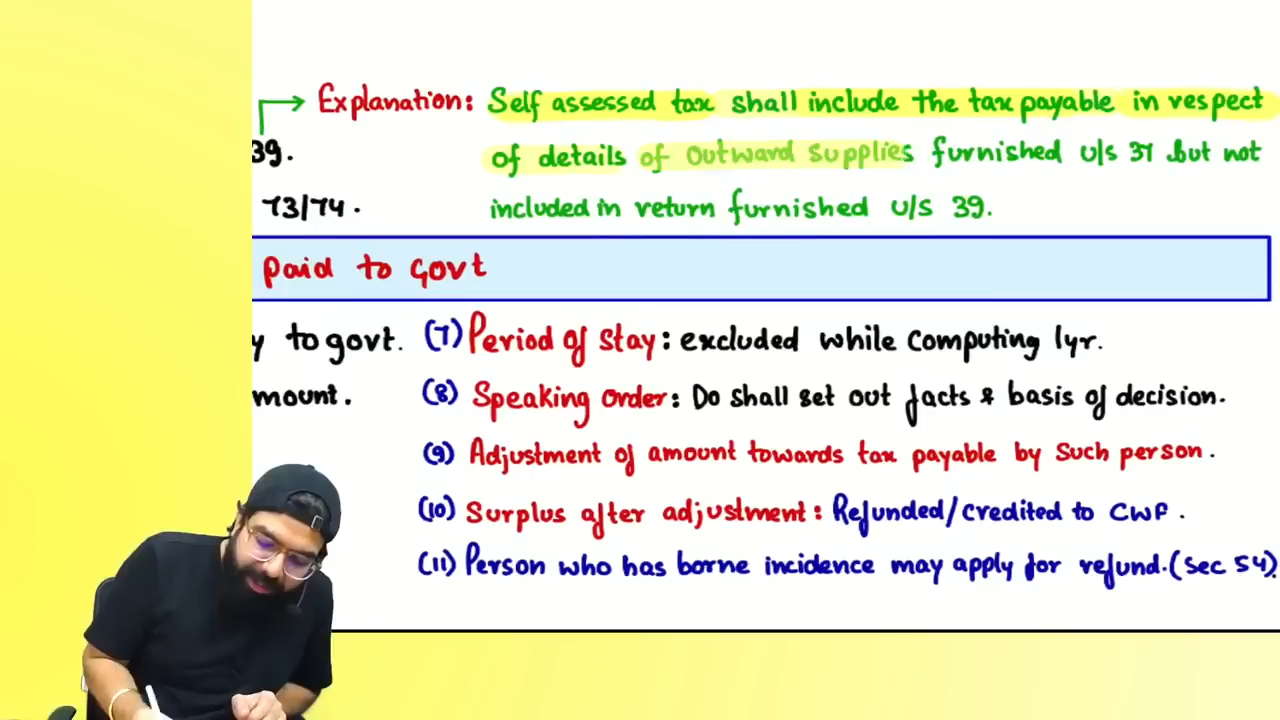 Explanation: Self assessed tax shall include the tax payable in respect
39. of details of outward supplies furnished u/s 37 but not
73/74. included in return furnished u/s 39.
Paid to Govt
y to govt. (7) Period of stay: excluded while computing 1yr.
mount. (8) Speaking order: Do shall set out facts & basis of decision.
(9) Adjustment of amount towards tax payable by such person.
(10) Surplus after adjustment: Refunded/credited to CWF.
(11) Person who has borne incidence may apply for refund. (Sec 54).